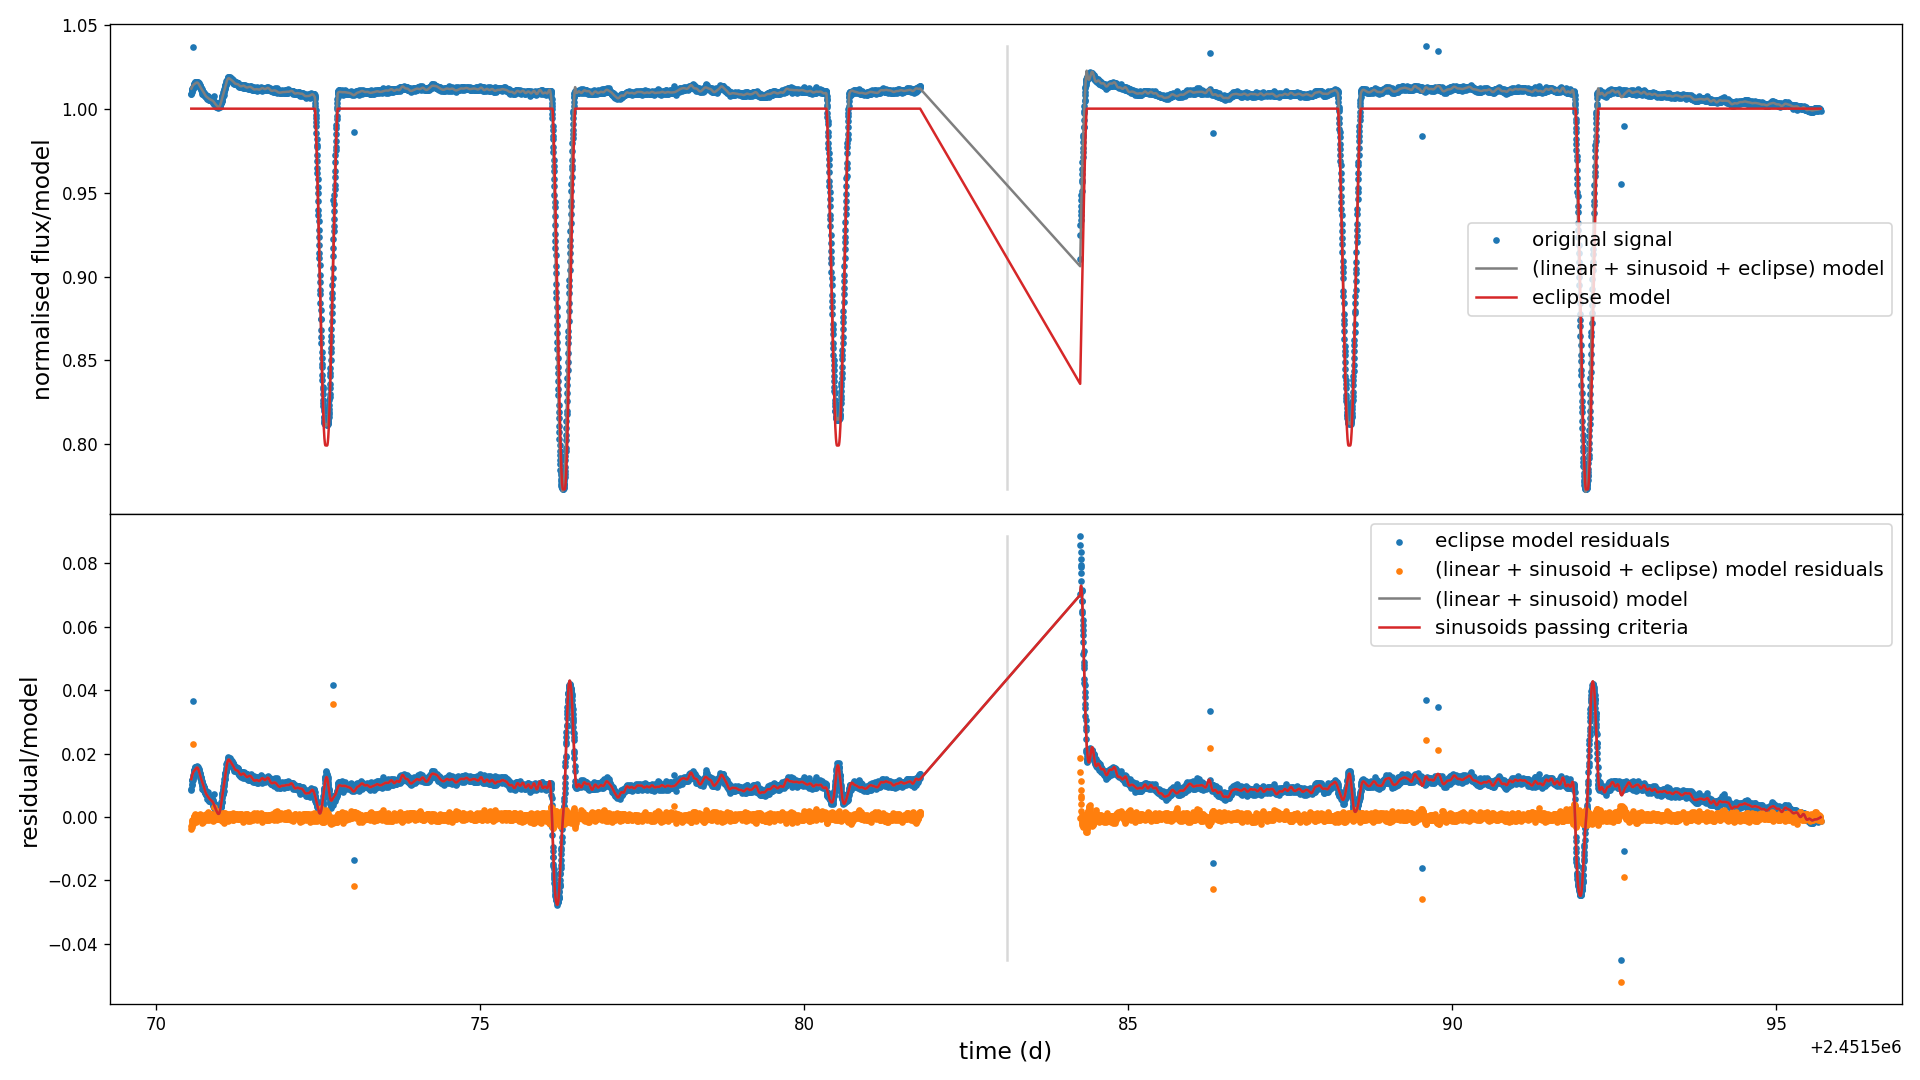 1.05
1.00
0.95
0.90
0.85
0.80
normalised flux/model
original signal
(linear + sinusoid + eclipse) model
eclipse model
0.08
0.06
0.04
0.02
0.00
−0.02
−0.04
residual/model
eclipse model residuals
(linear + sinusoid + eclipse) model residuals
(linear + sinusoid) model
sinusoids passing criteria
70
75
80
85
90
95
time (d)
+2.4515e6